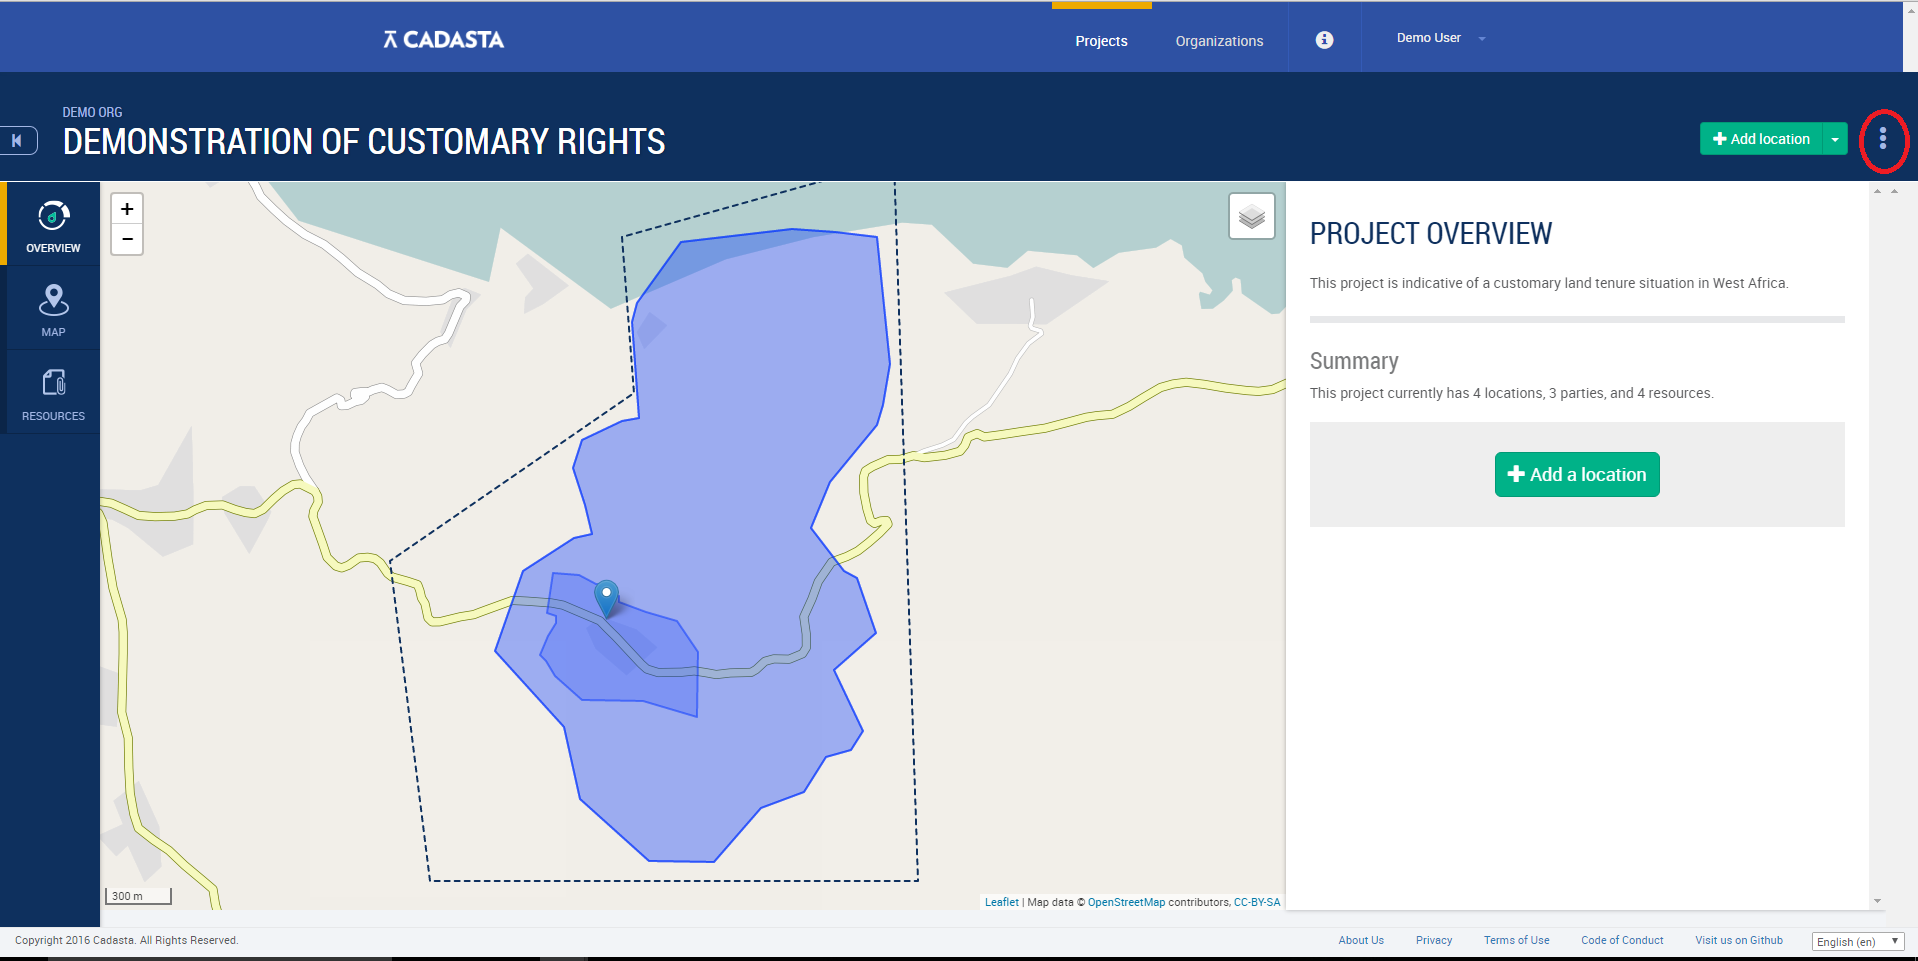 CADASTA
Projects
Organizations
Demo User
DEMO ORG
DEMONSTRATION OF CUSTOMARY RIGHTS
Add location
OVERVIEW
MAP
RESOURCES
+
−
300 m
Leaflet | Map data © OpenStreetMap contributors, CC-BY-SA
PROJECT OVERVIEW
This project is indicative of a customary land tenure situation in West Africa.
Summary
This project currently has 4 locations, 3 parties, and 4 resources.
Add a location
Copyright 2016 Cadasta. All Rights Reserved.
About Us
Privacy
Terms of Use
Code of Conduct
Visit us on Github
English (en)